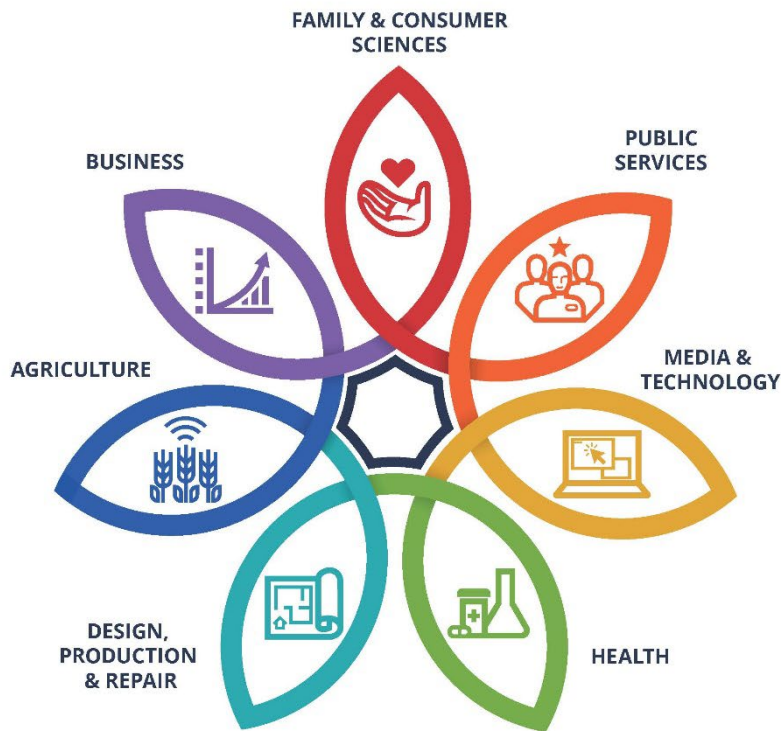 FAMILY & CONSUMER
SCIENCES
BUSINESS
PUBLIC
SERVICES
AGRICULTURE
MEDIA &
TECHNOLOGY
DESIGN,
PRODUCTION
& REPAIR
HEALTH